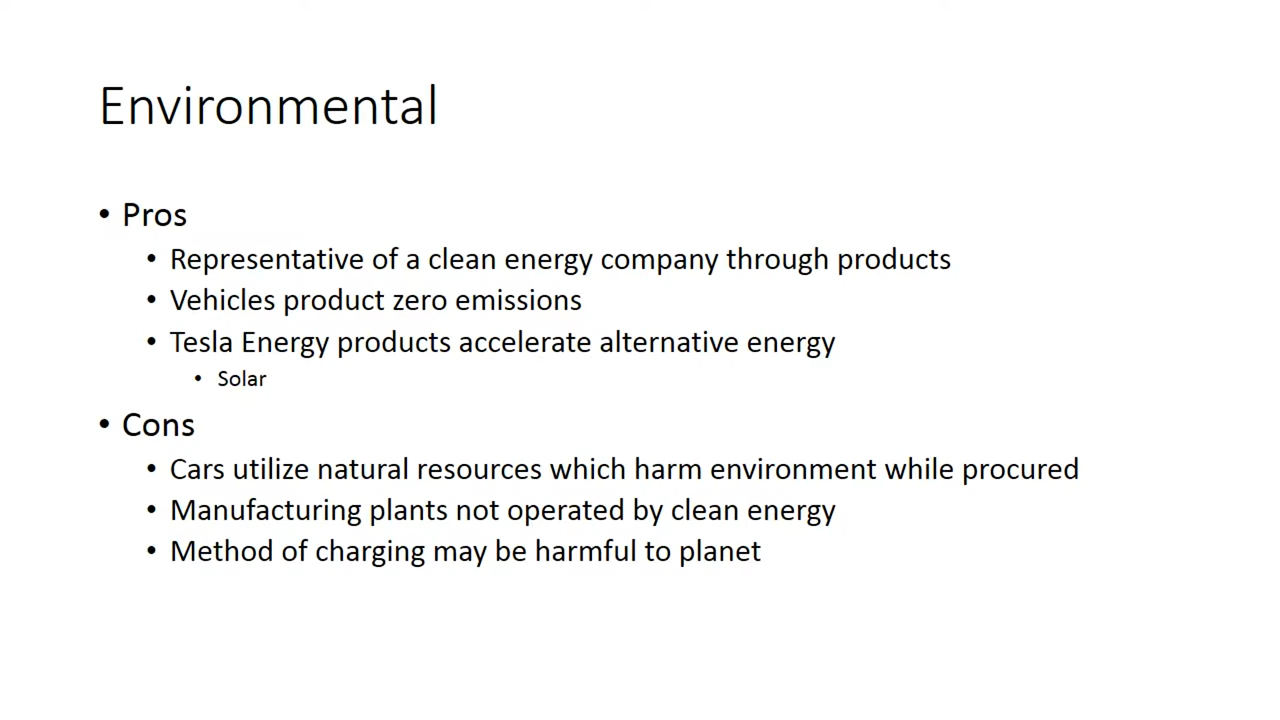 Environmental
• Pros
• Representative of a clean energy company through products
• Vehicles product zero emissions
• Tesla Energy products accelerate alternative energy
• Solar
• Cons
• Cars utilize natural resources which harm environment while procured
• Manufacturing plants not operated by clean energy
• Method of charging may be harmful to planet